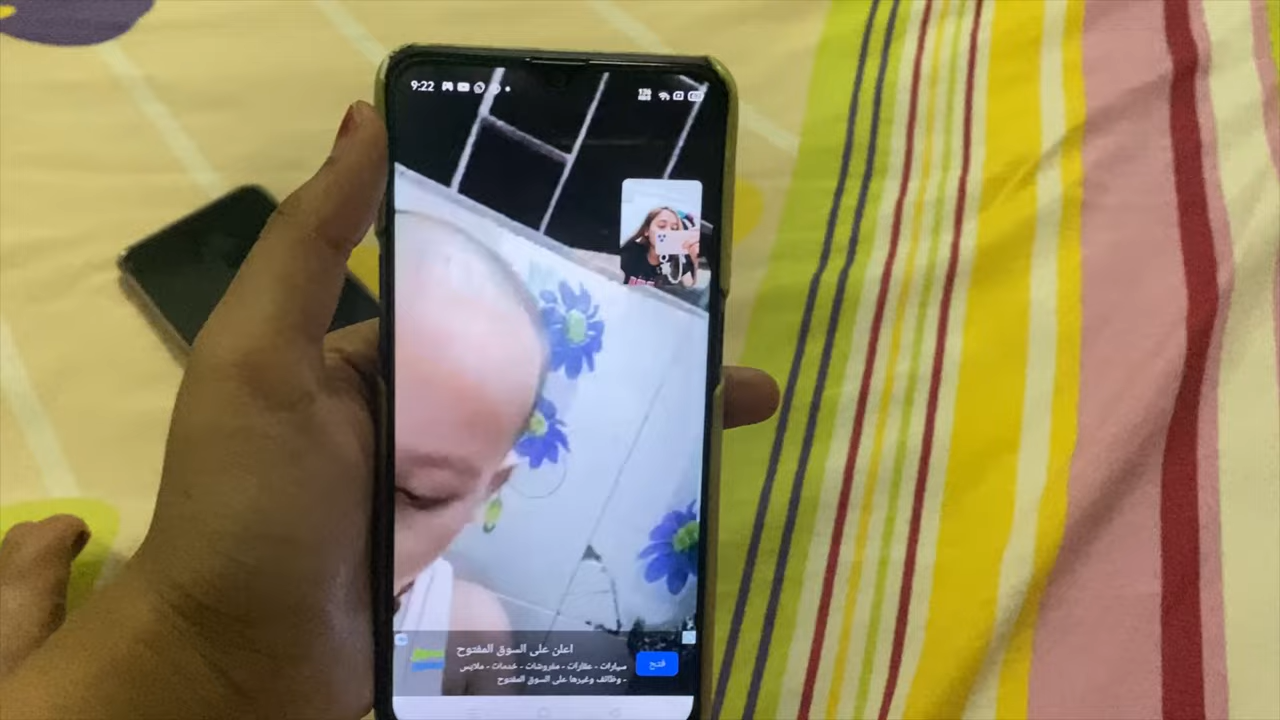 9:22
اعلن على السوق المفتوح
سيارات - عقارات - مفروشات - خدمات - ملابس
- وظائف وغيرها على السوق المفتوح
فتح